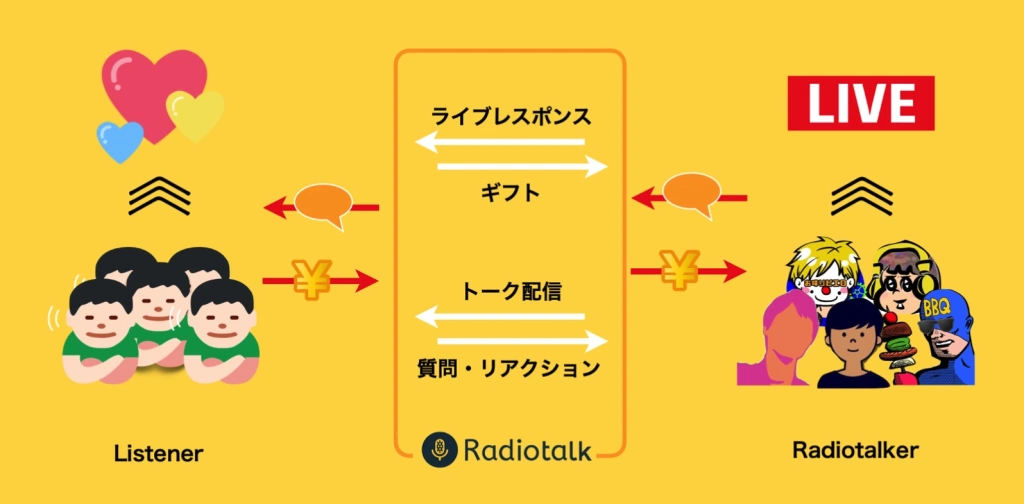 ライブレスポンス
LIVE
ギフト
¥
¥
トーク配信
BBQ
質問・リアクション
Listener
Radiotalk
Radiotalker